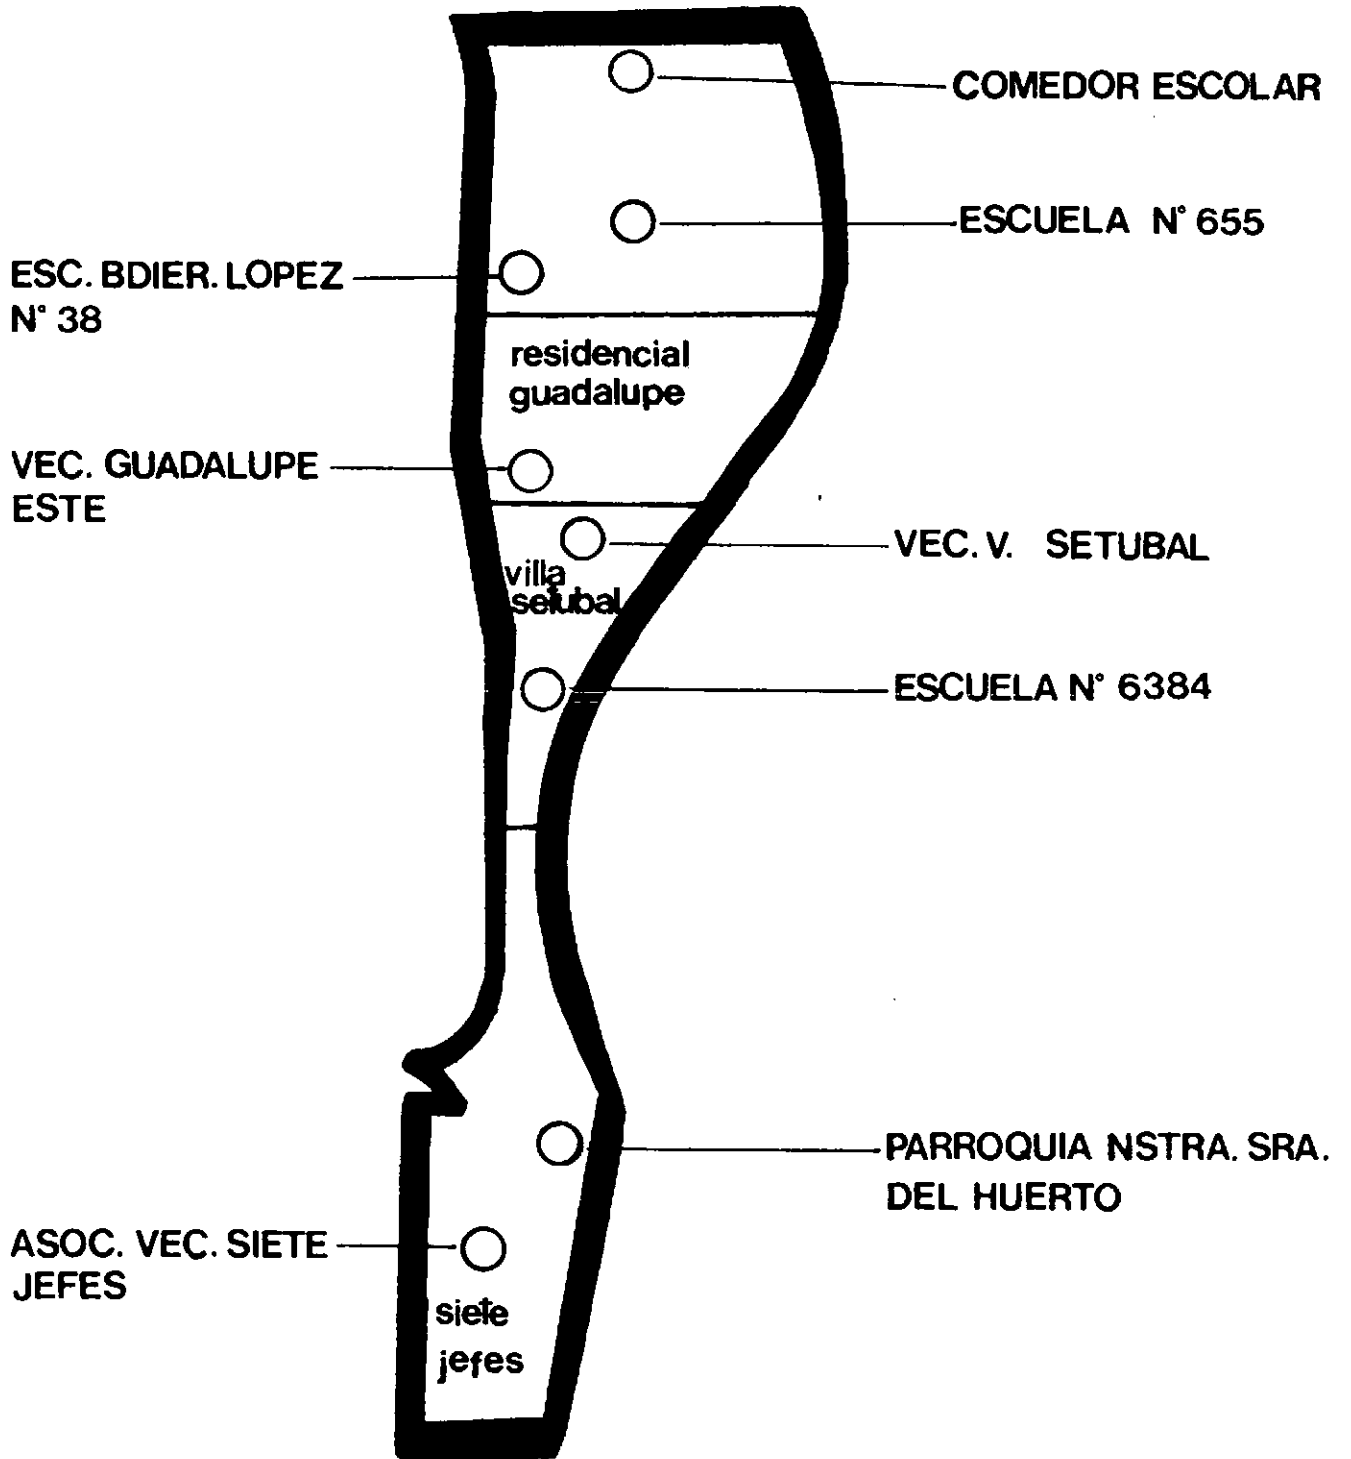 COMEDOR ESCOLAR
ESCUELA N° 655
ESC. BDIER. LOPEZ
N° 38
residencial
guadalupe
VEC. GUADALUPE
ESTE
VEC. V. SETUBAL
villa
setubal
ESCUELA N° 6384
PARROQUIA NSTRA. SRA.
DEL HUERTO
ASOC. VEC. SIETE
JEFES
siete
jefes